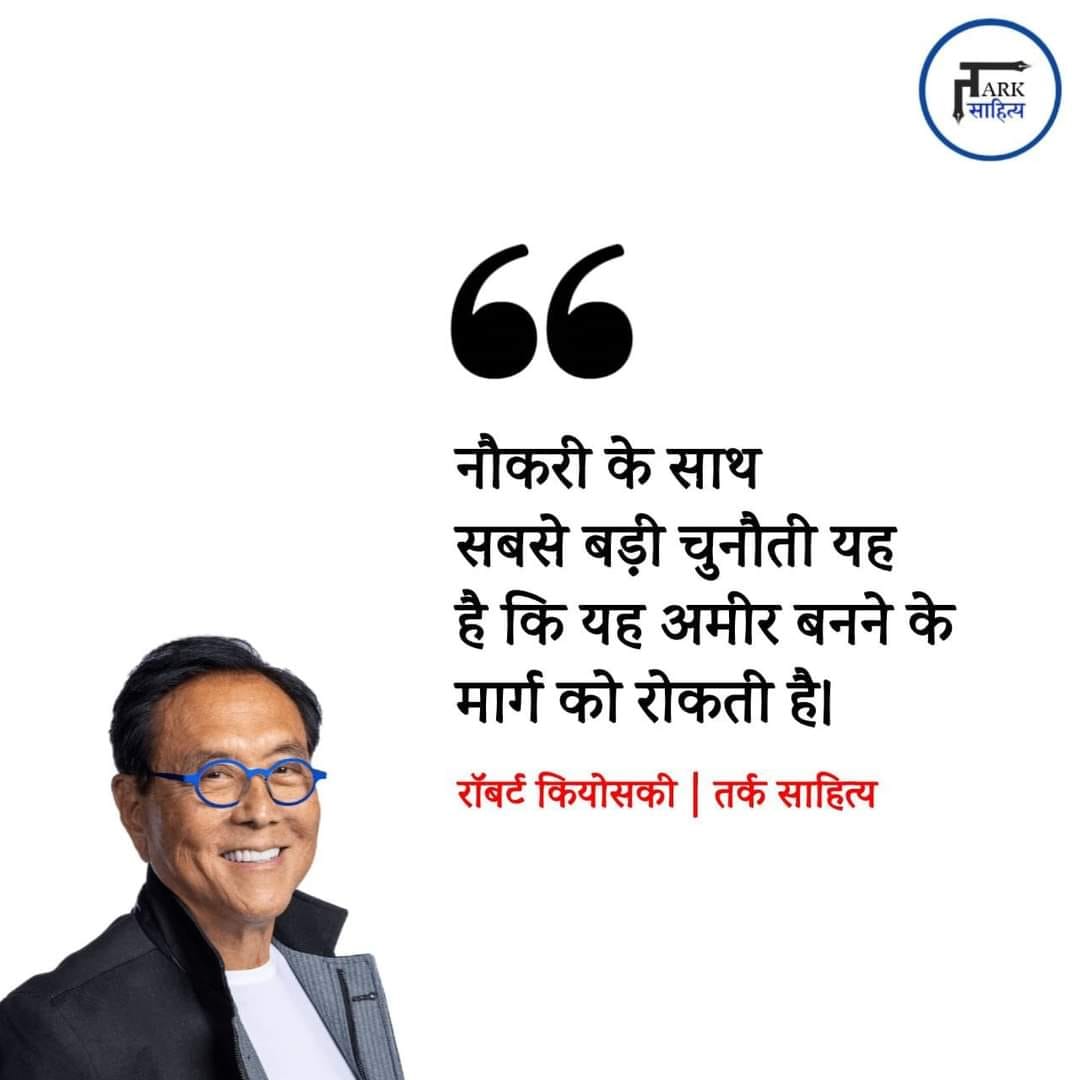 TARK
साहित्य
नौकरी के साथ
सबसे बड़ी चुनौती यह
है कि यह अमीर बनने के
मार्ग को रोकती है।
रॉबर्ट कियोसकी | तर्क साहित्य